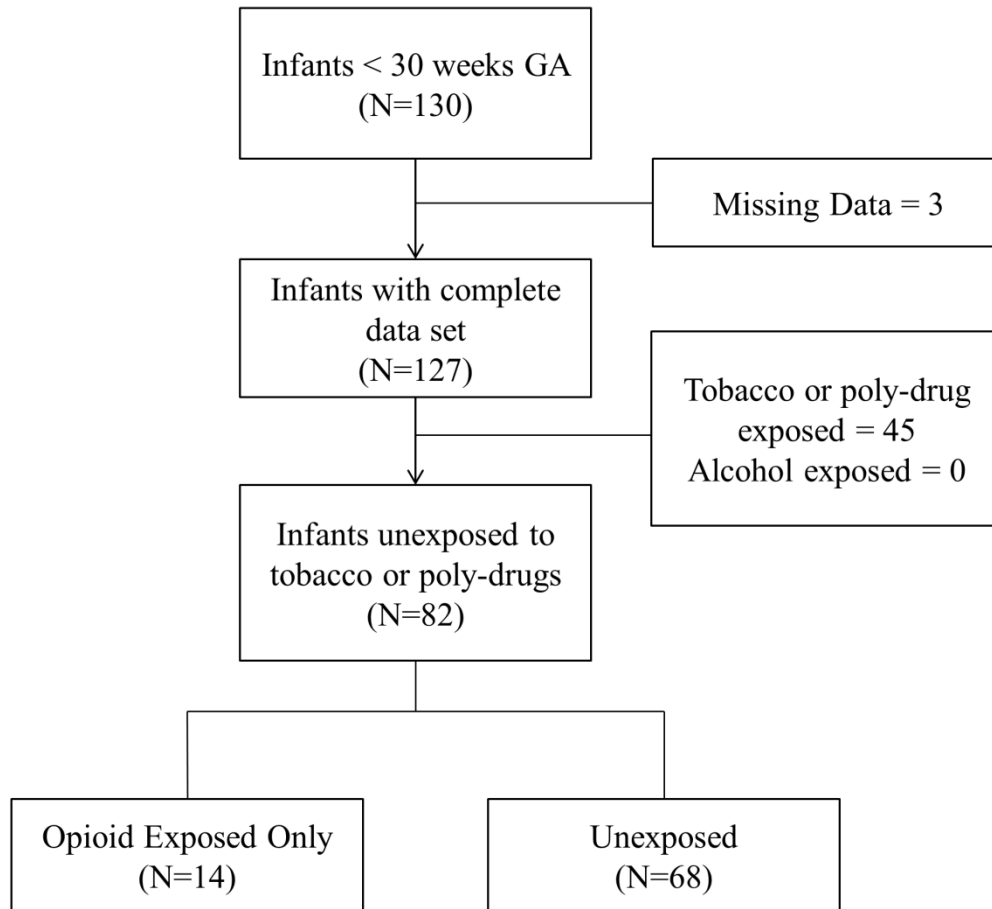 Infants < 30 weeks GA
(N=130)
Missing Data = 3
Infants with complete
data set
(N=127)
Tobacco or poly-drug
exposed = 45
Alcohol exposed = 0
Infants unexposed to
tobacco or poly-drugs
(N=82)
Opioid Exposed Only
(N=14)
Unexposed
(N=68)